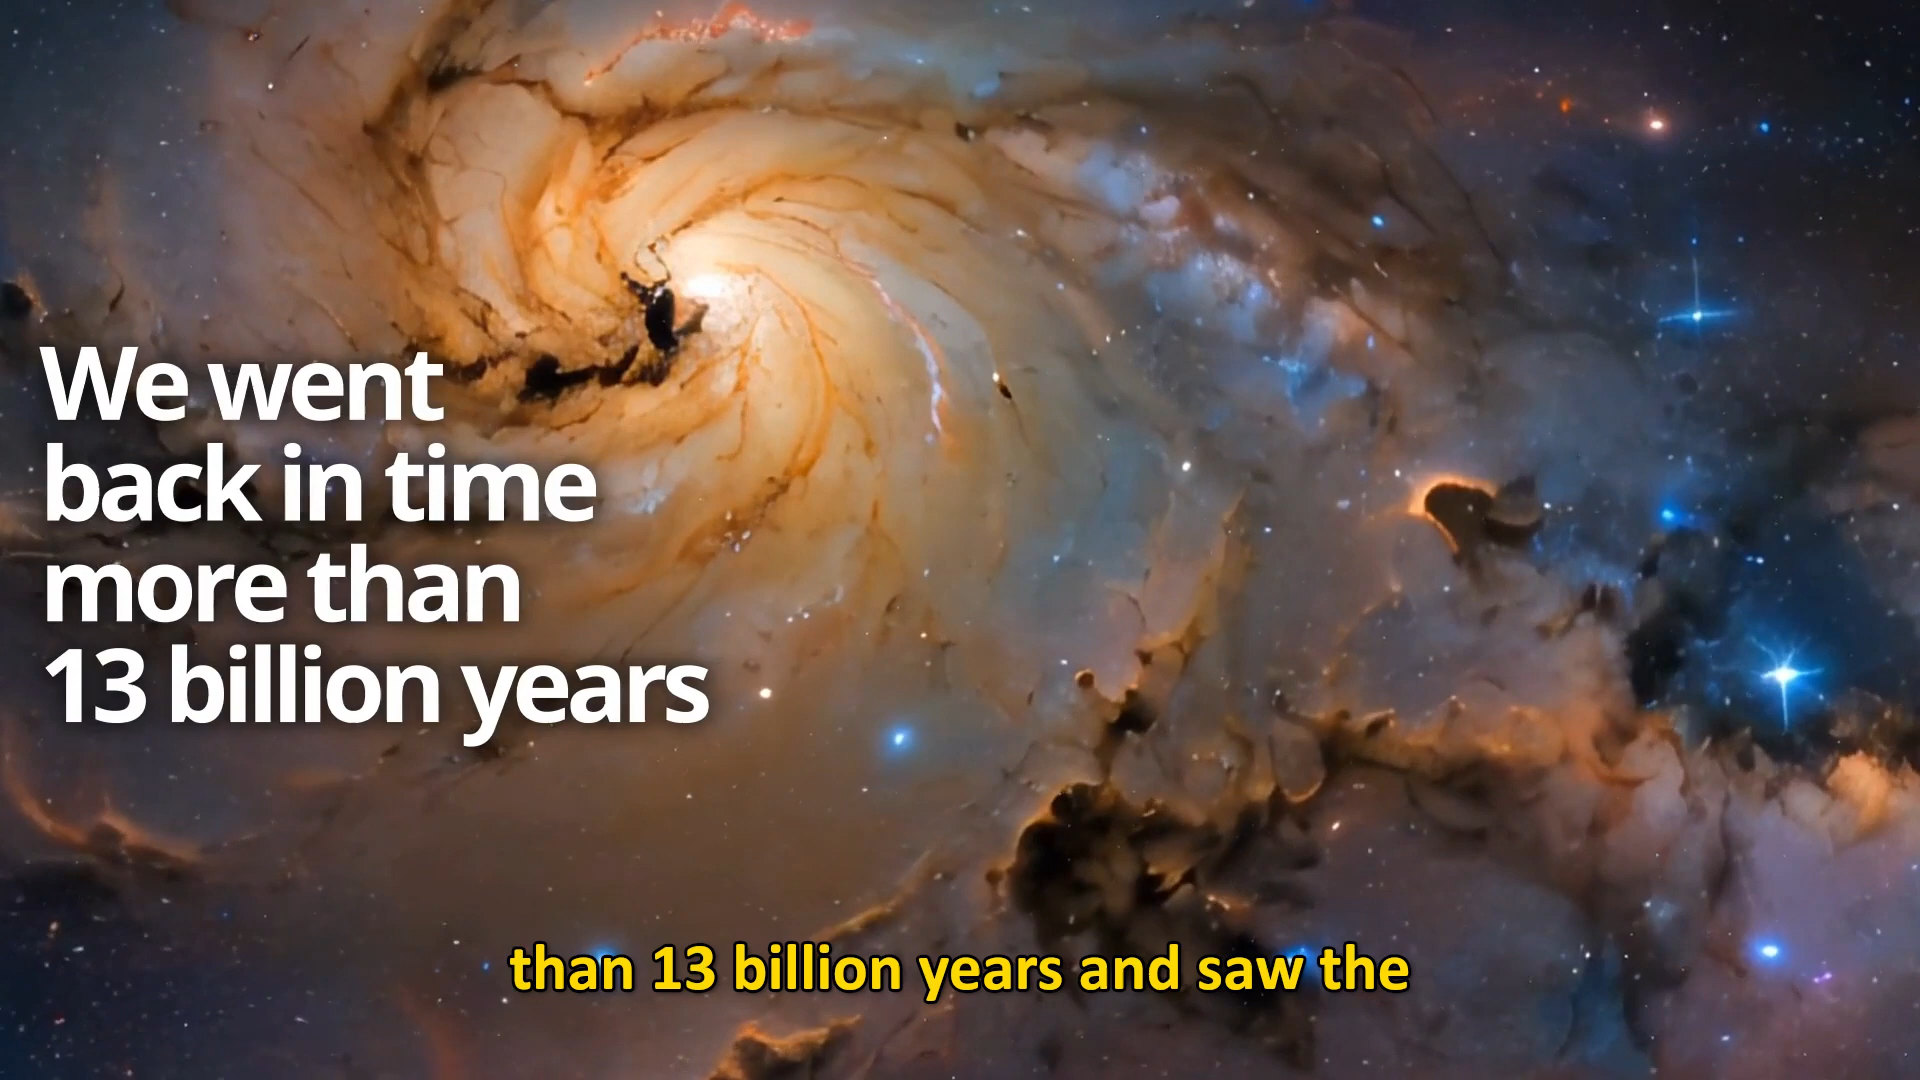 We went
back in time
more than
13 billion years
than 13 billion years and saw the